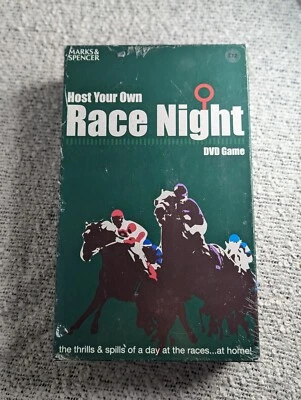 MARKS &
SPENCER
Host Your Own
Race Night
DVD Game
the thrills & spills of a day at the races...at home!